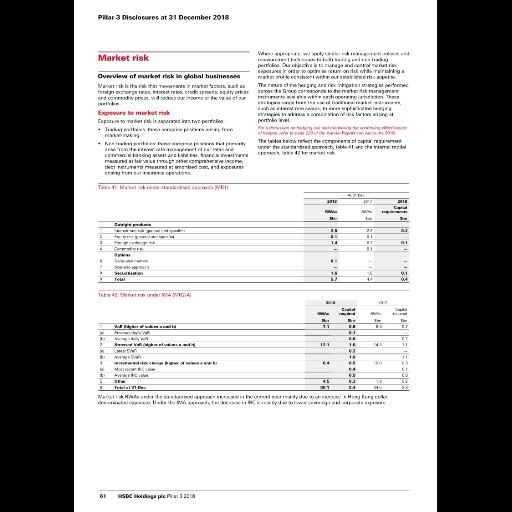 Pillar 3 Disclosures at 31 December 2018
Market risk
Overview of market risk in global businesses
Market risk is the risk that movements in market factors, such as
foreign exchange rates, interest rates, credit spreads, equity prices
and commodity prices, will reduce our income or the value of our
portfolios.
Exposure to market risk
Exposure to market risk is separated into two portfolios:
• Trading portfolios: these comprise positions arising from
market-making.
• Non-trading portfolios: these comprise positions that primarily
arise from the interest rate management of our retail and
commercial banking assets and liabilities, financial investments
measured at fair value through other comprehensive income,
debt instruments measured at amortised cost, and exposures
arising from our insurance operations.
Where appropriate, we apply similar risk management policies and
measurement techniques to both trading and non-trading
portfolios. Our objective is to manage and control market risk
exposures in order to optimise return on risk while maintaining a
market profile consistent with our established risk appetite.
The nature of the hedging and risk mitigation strategies performed
across the Group corresponds to the market risk management
instruments available within each operating jurisdiction. These
strategies range from the use of traditional market instruments,
such as interest rate swaps, to more sophisticated hedging
strategies to address a combination of risk factors arising at
portfolio level.
For a discussion on hedging risk and monitoring the continuing effectiveness
of hedges, refer to page 229 of the Annual Report and Accounts 2018.
The tables below reflect the components of capital requirement
under the standardised approach, table 41 and the internal model
approach, table 42 for market risk.
Table 41: Market risk under standardised approach (MR1)
At 31 Dec
2018 2017 2018
Capital
RWAs RWAs requirements
$bn $bn $bn
Outright products
1 Interest rate risk (general and specific) 2.6 2.2 0.2
2 Equity risk (general and specific) 0.1 0.1
3 Foreign exchange risk 1.4 0.1
4 Commodity risk — 0.1 —
Options
6 Delta-plus method 0.1 — —
7 Scenario approach — — —
8 Securitisation 1.5 0.1
9 Total 5.7 4.4 0.4
Table 42: Market risk under IMA (MR2-A)
2018 2017
Capital Capital
RWAs required RWAs required
$bn $bn $bn $bn
1 VaR (higher of values a and b) 7.1 0.6 0.7
(a) Previous day's VaR 0.1
(b) Average daily VaR 0.6 0.7
2 Stressed VaR (higher of values a and b) 12.1 1.0 1.1
(a) Latest SVaR 0.2 —
(b) Average SVaR 1.0 1.1
3 Incremental risk charge (higher of values a and b) 6.4 0.5 10.0 0.8
(a) Most recent IRC value 0.4
(b) Average IRC value 0.5 0.8
5 Other 4.5 0.3 0.2
6 Total at 31 Dec 30.1 2.4 34.5 2.8
Market risk RWAs under the standardised approach increased in the current year mainly due to an increase in Hong Kong dollar
denominated exposure. Under the IMA approach, the decrease in IRC is mainly due to lower sovereign and corporate exposure.
61 HSBC Holdings plc Pillar 3 2018